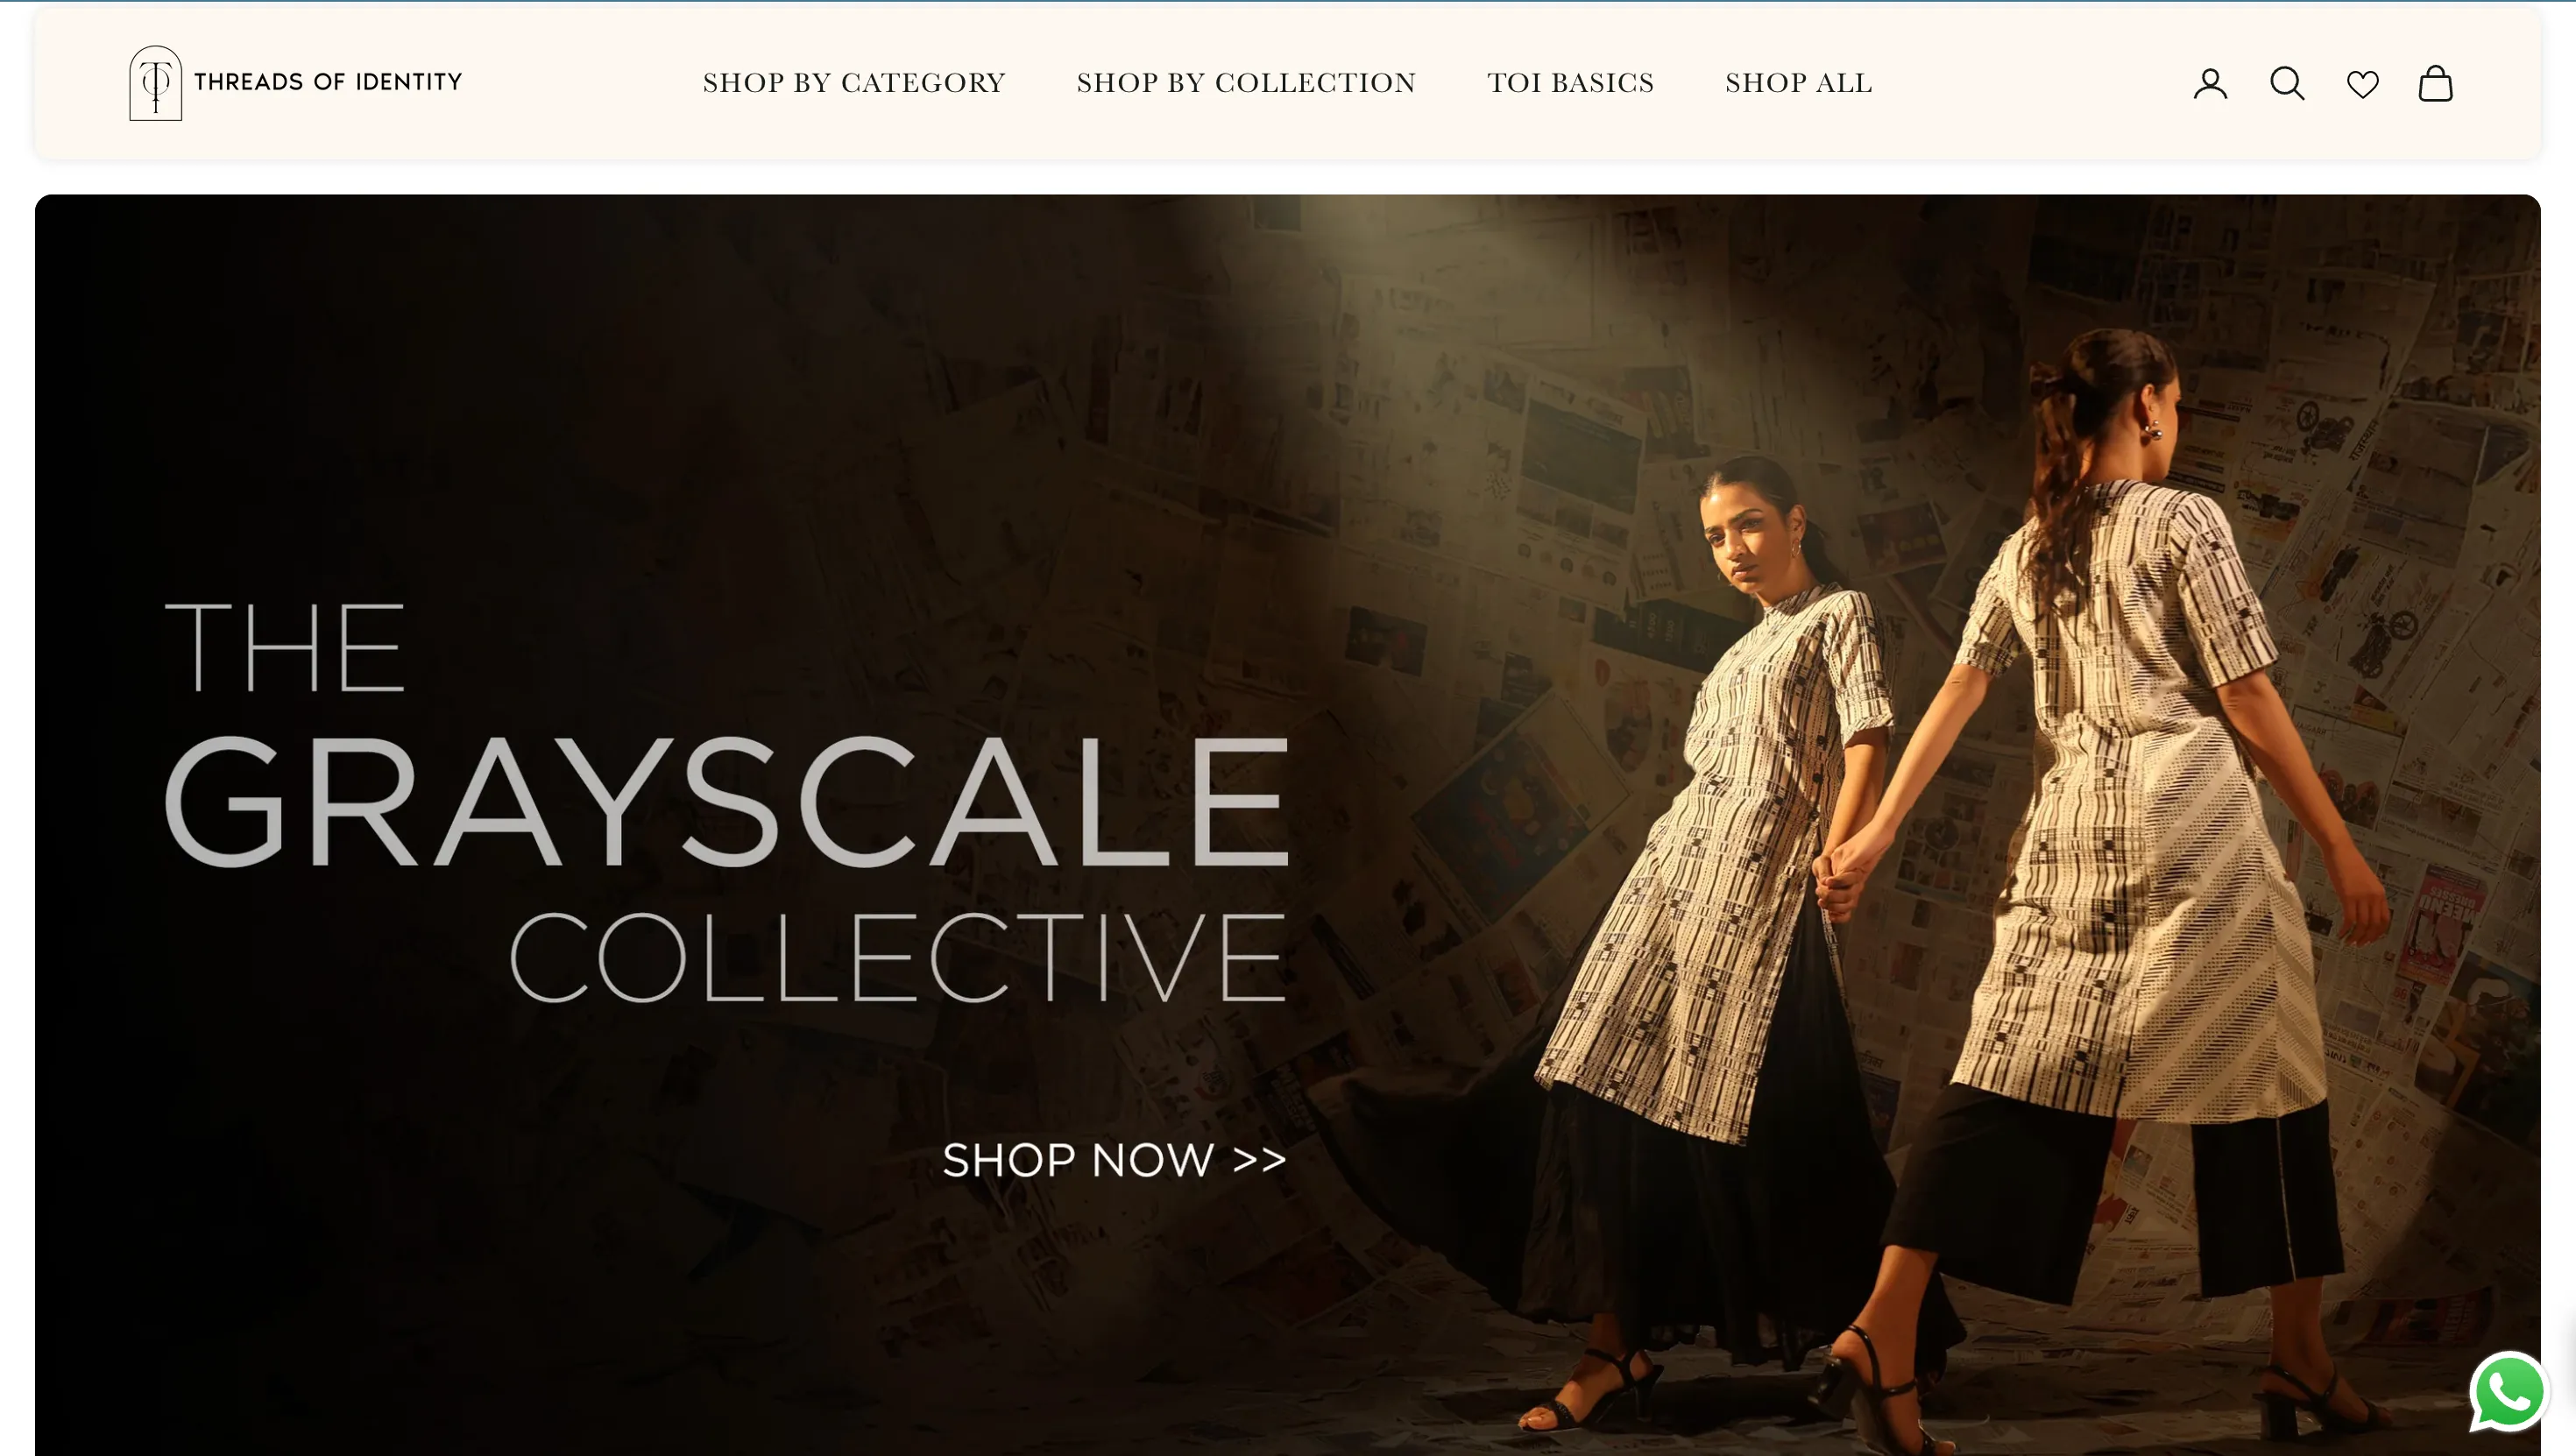 THREADS OF IDENTITY
SHOP BY CATEGORY
SHOP BY COLLECTION
TOI BASICS
SHOP ALL
THE
GRAYSCALE
COLLECTIVE
SHOP NOW >>